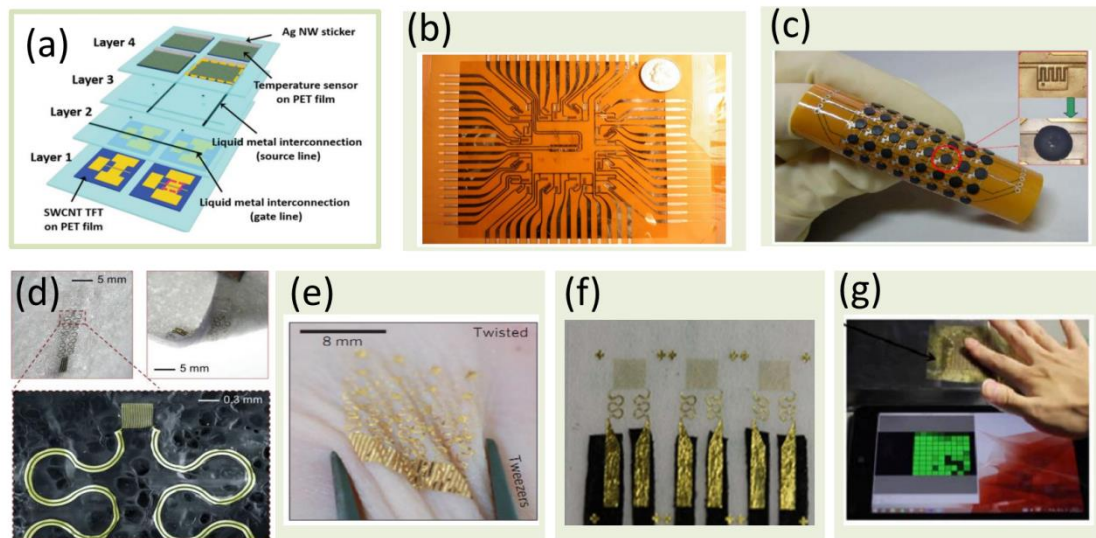 (a)
Layer 4
Layer 3
Layer 2
Layer 1
Ag NW sticker
Temperature sensor
on PET film
Liquid metal interconnection
(source line)
Liquid metal interconnection
(gate line)
SWCNT TFT
on PET film
(b)
(c)
(d)
5 mm
5 mm
0.3 mm
(e)
8 mm
Twisted
Tweezers
(f)
(g)